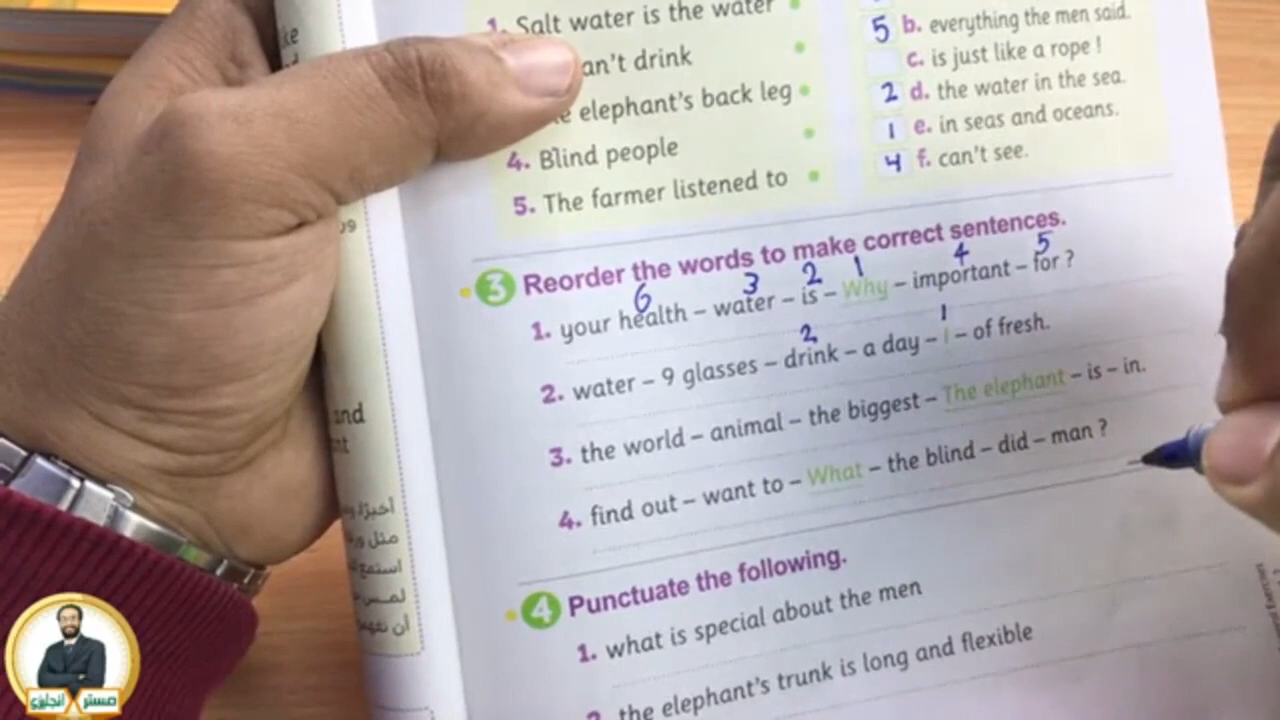 1. Salt water is the water
an't drink
elephant's back leg
4. Blind people
5. The farmer listened to
5 b. everything the men said.
c. is just like a rope !
2 d. the water in the sea.
1 e. in seas and oceans.
4 f. can't see.
3 Reorder the words to make correct sentences.
6 3 2 1 4 5
1. your health – water – is – Why – important – for ?
2 1
2. water – 9 glasses – drink – a day – I – of fresh.
3. the world – animal – the biggest – The elephant – is – in.
4. find out – want to – What – the blind – did – man ?
4 Punctuate the following.
1. what is special about the men
2. the elephant's trunk is long and flexible
مستر X انجليزي